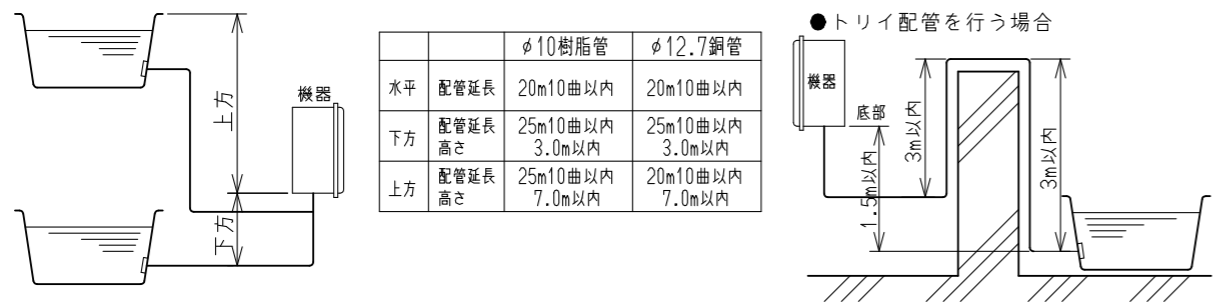 上方
下方
機器
φ10樹脂管 φ12.7銅管
水平 配管延長 20m10曲以内 20m10曲以内
下方 配管延長 25m10曲以内 25m10曲以内
高さ 3.0m以内 3.0m以内
上方 配管延長 25m10曲以内 20m10曲以内
高さ 7.0m以内 7.0m以内
●トリイ配管を行う場合
機器
底部
1.5m以内
3m以内
3m以内